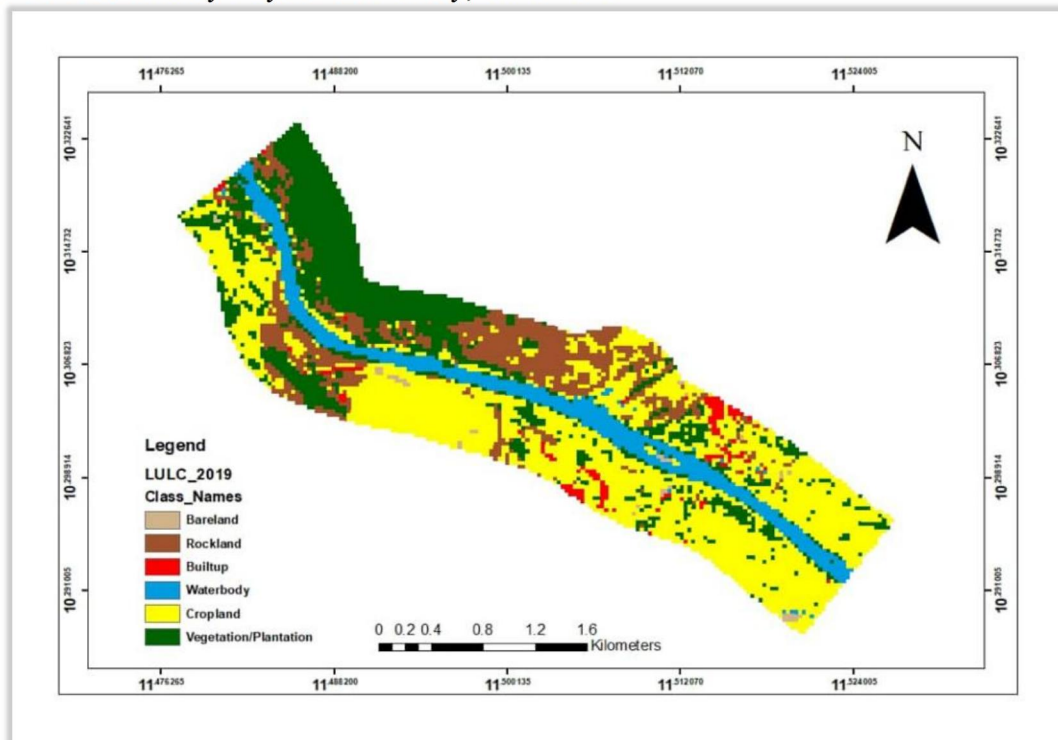 11.476265 11.488200 11.500135 11.512070 11.524005
10.322641 10.322641
N
10.314732 10.314732
10.306823 10.306823
10.298914 10.298914
10.291005 10.291005
Legend
LULC_2019
Class_Names
Bareland
Rockland
Builtup
Waterbody
Cropland
Vegetation/Plantation
0 0.2 0.4 0.8 1.2 1.6
Kilometers
11.476265 11.488200 11.500135 11.512070 11.524005